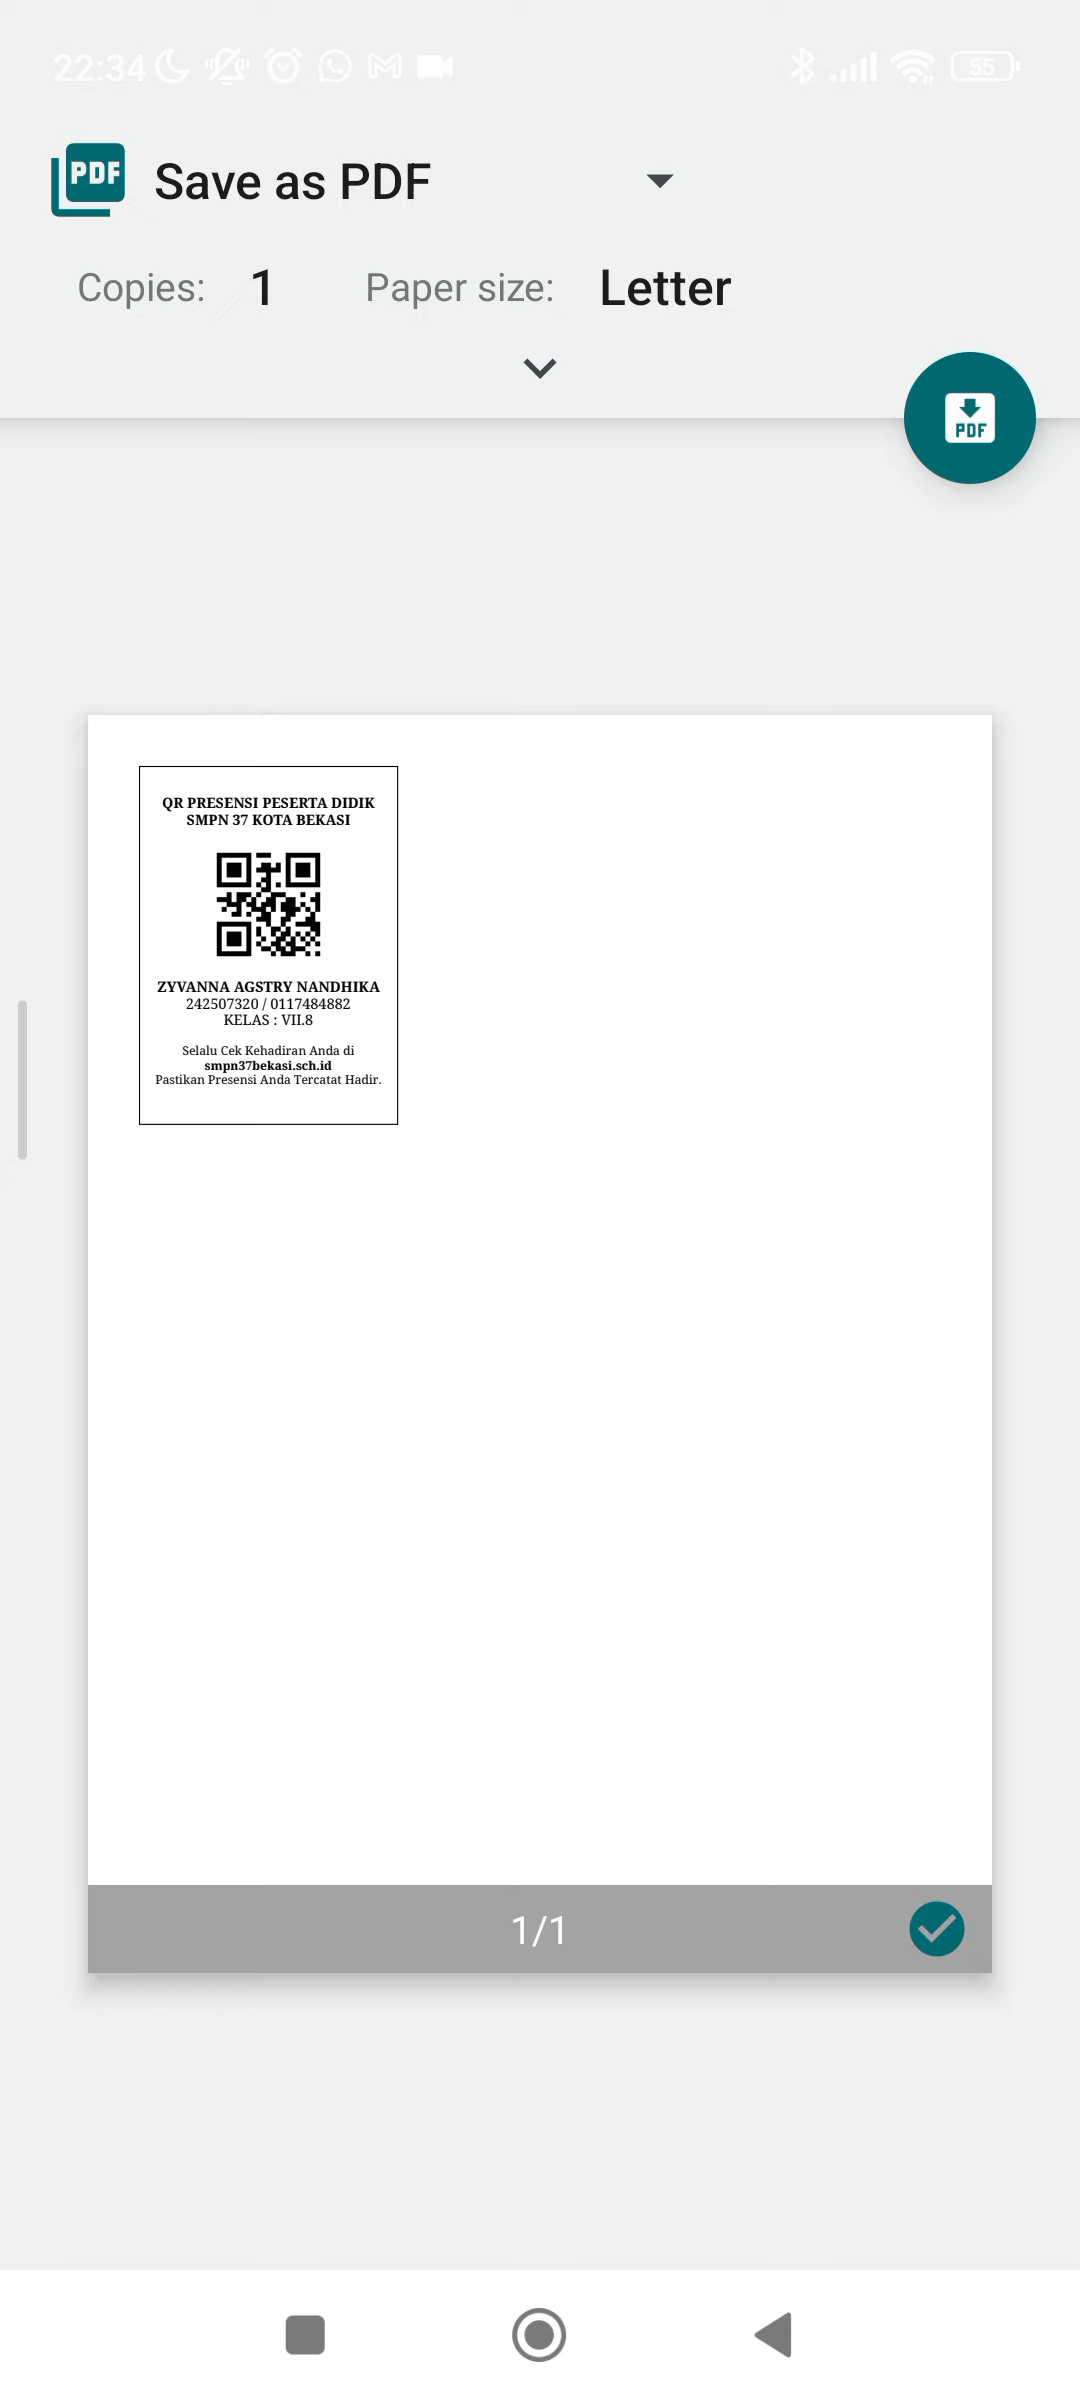 22:34
55
PDF
Save as PDF
Copies: 1 Paper size: Letter
PDF
QR PRESENSI PESERTA DIDIK
SMPN 37 KOTA BEKASI
ZYVANNA AGSTRY NANDHIKA
242507320 / 0117484882
KELAS : VII.8
Selalu Cek Kehadiran Anda di
smpn37bekasi.sch.id
Pastikan Presensi Anda Tercatat Hadir.
1/1